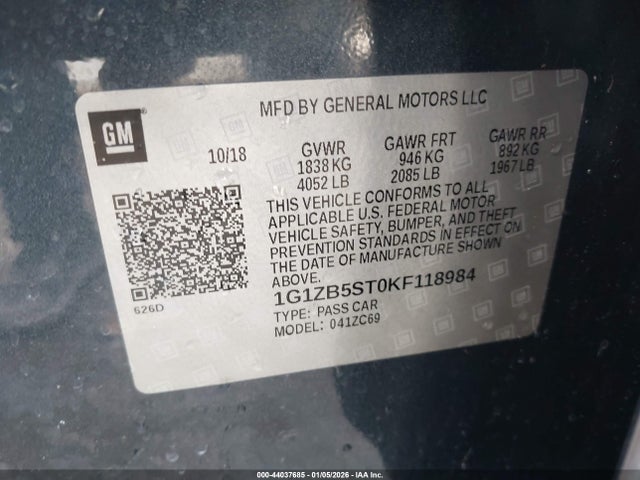 GM
MFD BY GENERAL MOTORS LLC
10/18
GVWR
1838 KG
4052 LB
GAWR FRT
946 KG
2085 LB
GAWR RR
892 KG
1967 LB
THIS VEHICLE CONFORMS TO ALL
APPLICABLE U.S. FEDERAL MOTOR
VEHICLE SAFETY, BUMPER, AND THEFT
PREVENTION STANDARDS IN EFFECT ON
THE DATE OF MANUFACTURE SHOWN
ABOVE.
1G1ZB5ST0KF118984
TYPE: PASS CAR
MODEL: 041ZC69
626D
000-44037685 - 01/05/2026 - IAA Inc.